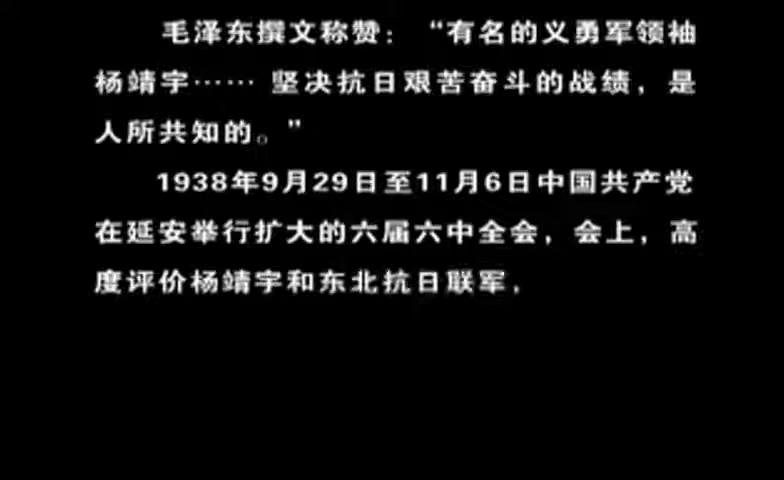 毛泽东撰文称赞：“有名的义勇军领袖
杨靖宇…… 坚决抗日艰苦奋斗的战绩，是
人所共知的。”
1938年9月29日至11月6日中国共产党
在延安举行扩大的六届六中全会，会上，高
度评价杨靖宇和东北抗日联军，